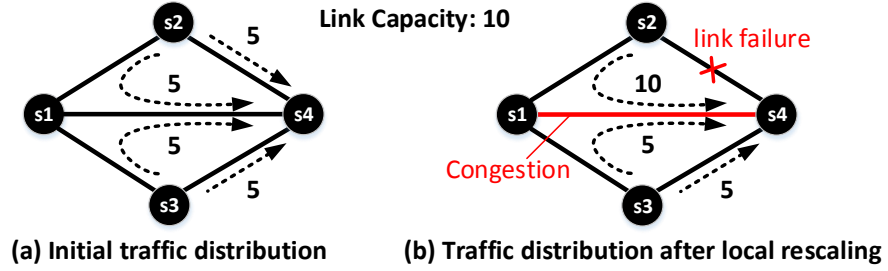 Link Capacity: 10
s2
5
5
s1
s4
5
5
s3
(a) Initial traffic distribution
s2
link failure
10
s1
s4
5
Congestion
5
s3
(b) Traffic distribution after local rescaling